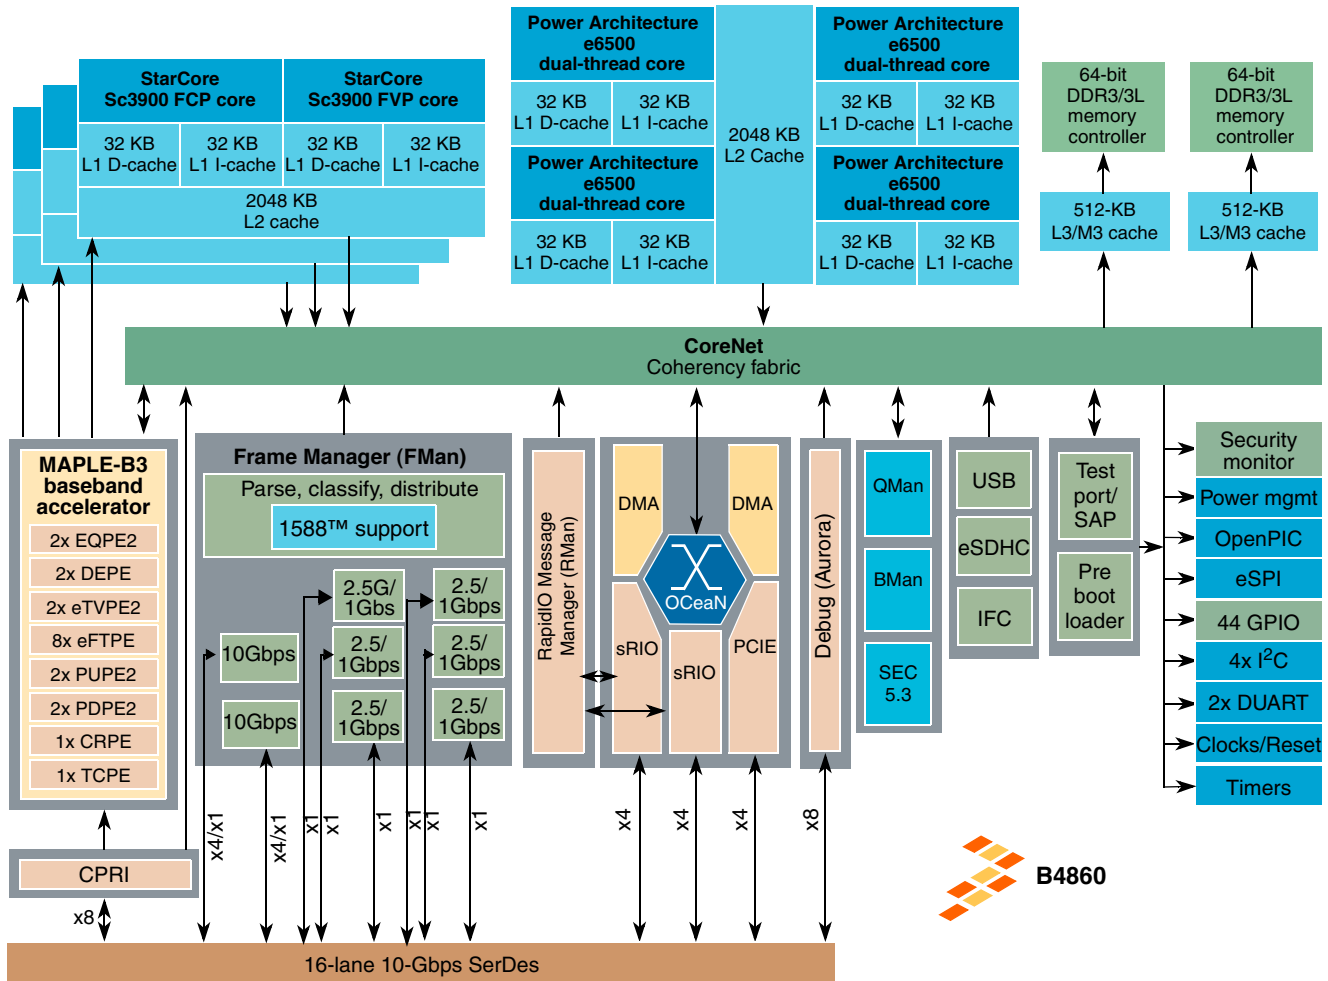 StarCore
Sc3900 FCP core
StarCore
Sc3900 FVP core
32 KB
L1 D-cache
32 KB
L1 I-cache
32 KB
L1 D-cache
32 KB
L1 I-cache
2048 KB
L2 cache
Power Architecture
e6500
dual-thread core
32 KB
L1 D-cache
32 KB
L1 I-cache
Power Architecture
e6500
dual-thread core
32 KB
L1 D-cache
32 KB
L1 I-cache
2048 KB
L2 Cache
Power Architecture
e6500
dual-thread core
32 KB
L1 D-cache
32 KB
L1 I-cache
Power Architecture
e6500
dual-thread core
32 KB
L1 D-cache
32 KB
L1 I-cache
64-bit
DDR3/3L
memory
controller
64-bit
DDR3/3L
memory
controller
512-KB
L3/M3 cache
512-KB
L3/M3 cache
CoreNet
Coherency fabric
MAPLE-B3
baseband
accelerator
2x EQPE2
2x DEPE
2x eTVPE2
8x eFTPE
2x PUPE2
2x PDPE2
1x CRPE
1x TCPE
CPRI
x8
Frame Manager (FMan)
Parse, classify, distribute
1588™ support
10Gbps
10Gbps
2.5G/
1Gbs
2.5/
1Gbps
2.5/
1Gbps
2.5/
1Gbps
2.5/
1Gbps
2.5/
1Gbps
x4/x1
x4/x1
x1
x1
x1
x1
x1
x1
RapidIO Message
Manager (RMan)
DMA
DMA
OCeaN
sRIO
sRIO
PCIE
x4
x4
x4
Debug (Aurora)
x8
QMan
BMan
SEC
5.3
USB
eSDHC
IFC
Test
port/
SAP
Pre
boot
loader
Security
monitor
Power mgmt
OpenPIC
eSPI
44 GPIO
4x I²C
2x DUART
Clocks/Reset
Timers
B4860
16-lane 10-Gbps SerDes